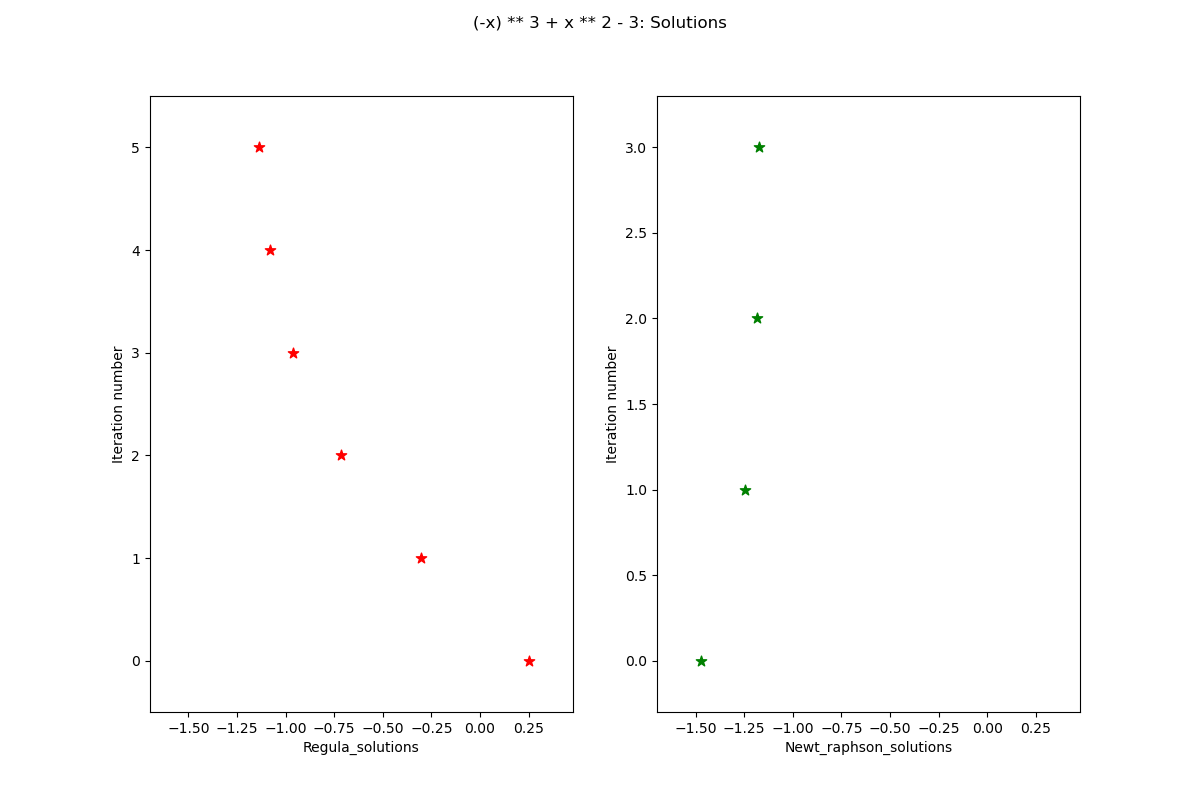 (-x) ** 3 + x ** 2 - 3: Solutions
5
4
3
2
1
0
Iteration number
−1.50 −1.25 −1.00 −0.75 −0.50 −0.25 0.00 0.25
Regula_solutions
3.0
2.5
2.0
1.5
1.0
0.5
0.0
Iteration number
−1.50 −1.25 −1.00 −0.75 −0.50 −0.25 0.00 0.25
Newt_raphson_solutions